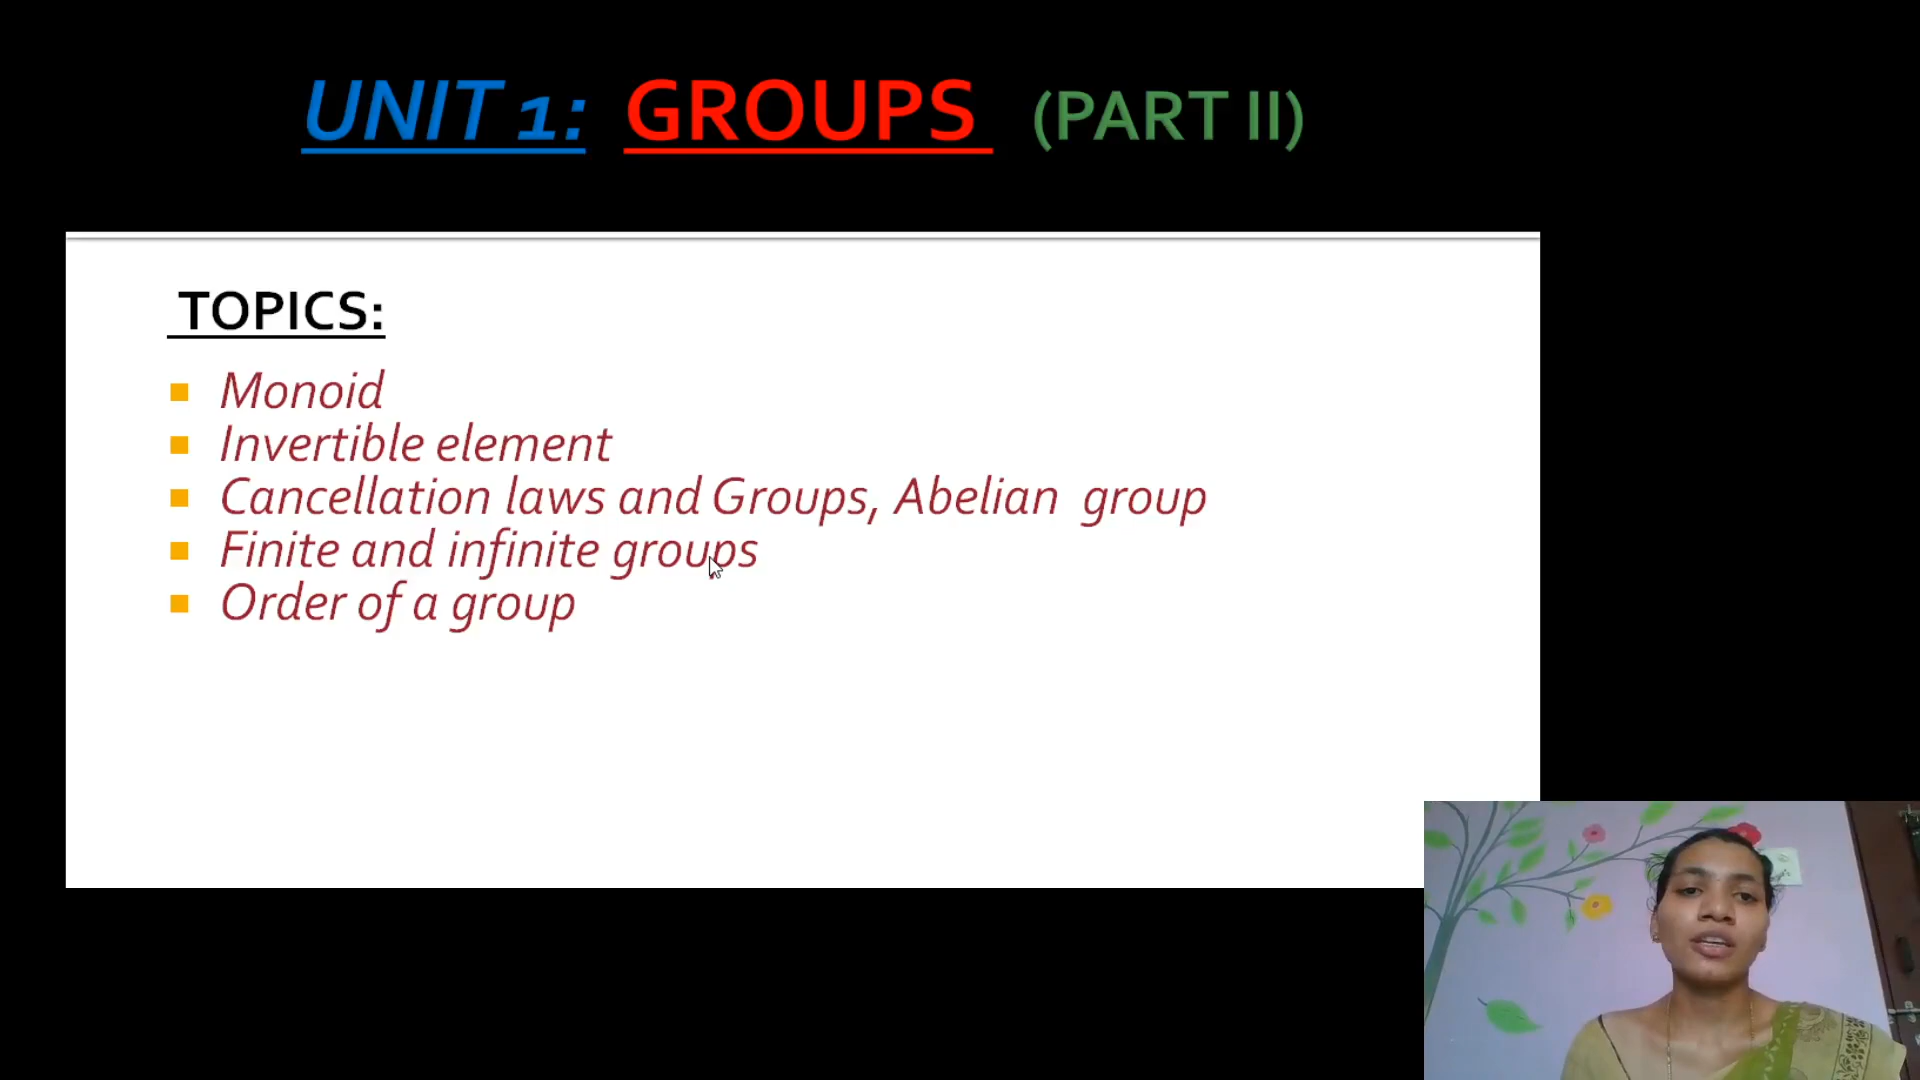 UNIT 1: GROUPS (PART II)
TOPICS:
Monoid
Invertible element
Cancellation laws and Groups, Abelian group
Finite and infinite groups
Order of a group